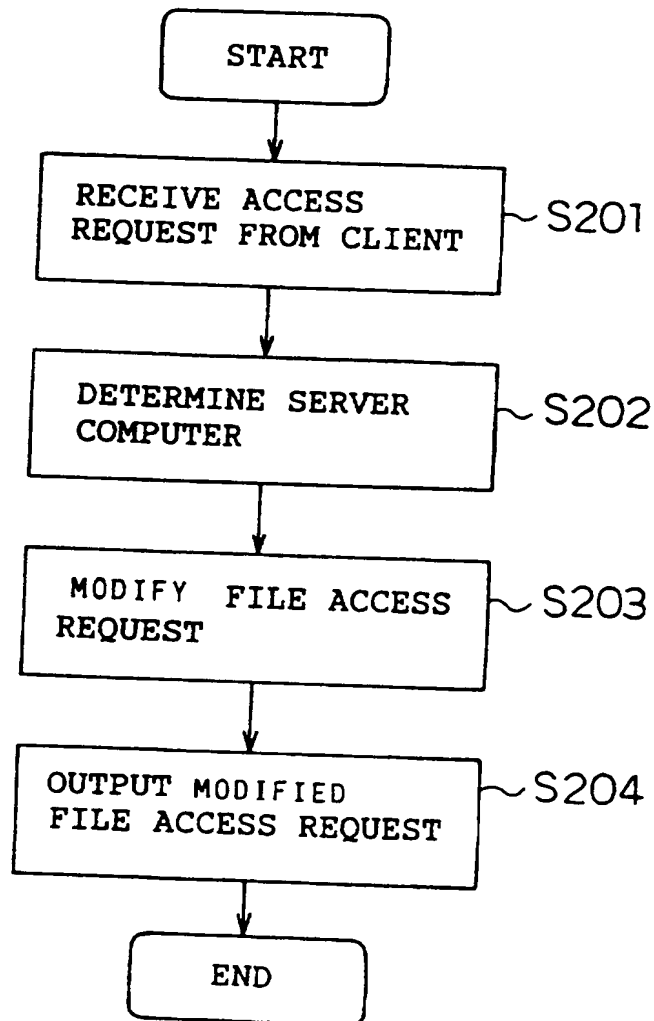 START
RECEIVE ACCESS
REQUEST FROM CLIENT
S201
DETERMINE SERVER
COMPUTER
S202
MODIFY FILE ACCESS
REQUEST
S203
OUTPUT MODIFIED
FILE ACCESS REQUEST
S204
END